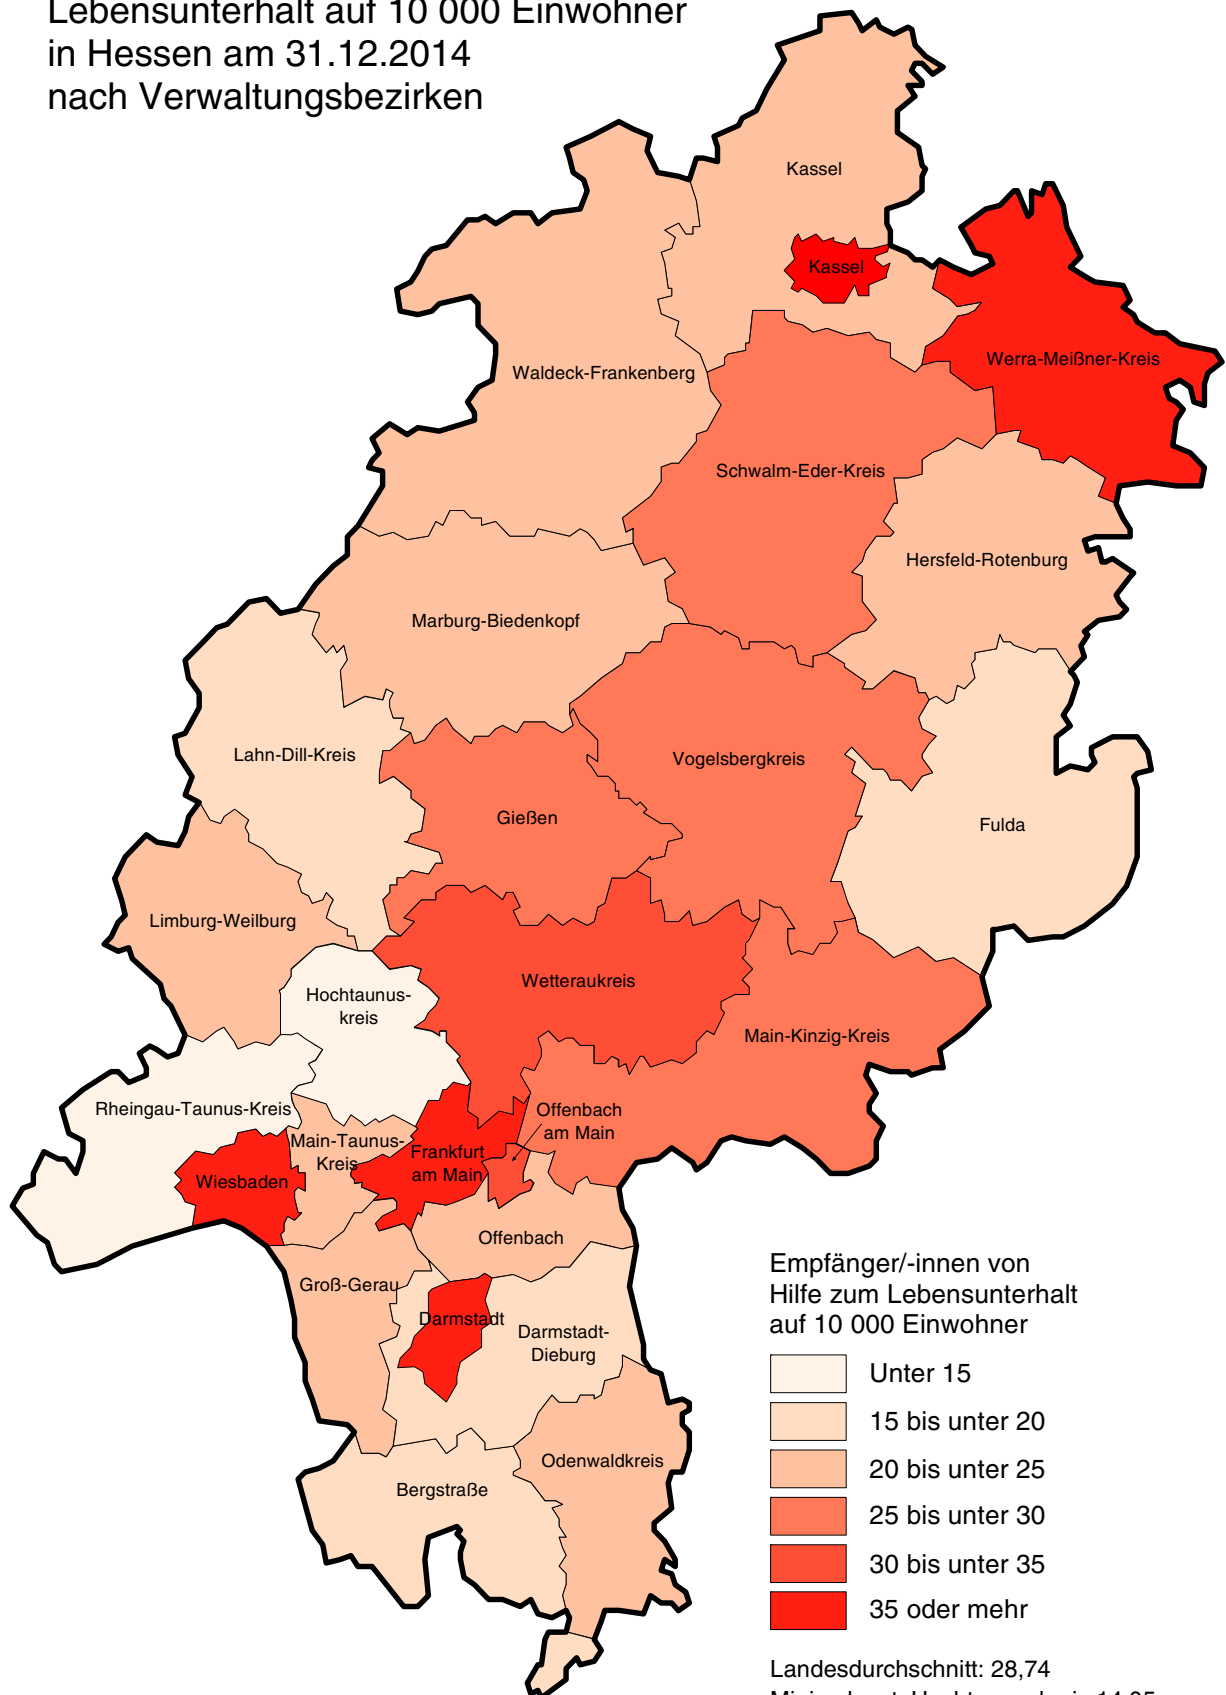 Lebensunterhalt auf 10 000 Einwohner
in Hessen am 31.12.2014
nach Verwaltungsbezirken
Kassel
Kassel
Werra-Meißner-Kreis
Waldeck-Frankenberg
Schwalm-Eder-Kreis
Hersfeld-Rotenburg
Marburg-Biedenkopf
Lahn-Dill-Kreis
Vogelsbergkreis
Gießen
Fulda
Limburg-Weilburg
Wetteraukreis
Hochtaunus-
kreis
Main-Kinzig-Kreis
Rheingau-Taunus-Kreis
Offenbach
am Main
Main-Taunus-
Kreis
Frankfurt
am Main
Wiesbaden
Offenbach
Groß-Gerau
Darmstadt
Darmstadt-
Dieburg
Odenwaldkreis
Bergstraße
Empfänger/-innen von
Hilfe zum Lebensunterhalt
auf 10 000 Einwohner
Unter 15
15 bis unter 20
20 bis unter 25
25 bis unter 30
30 bis unter 35
35 oder mehr
Landesdurchschnitt: 28,74